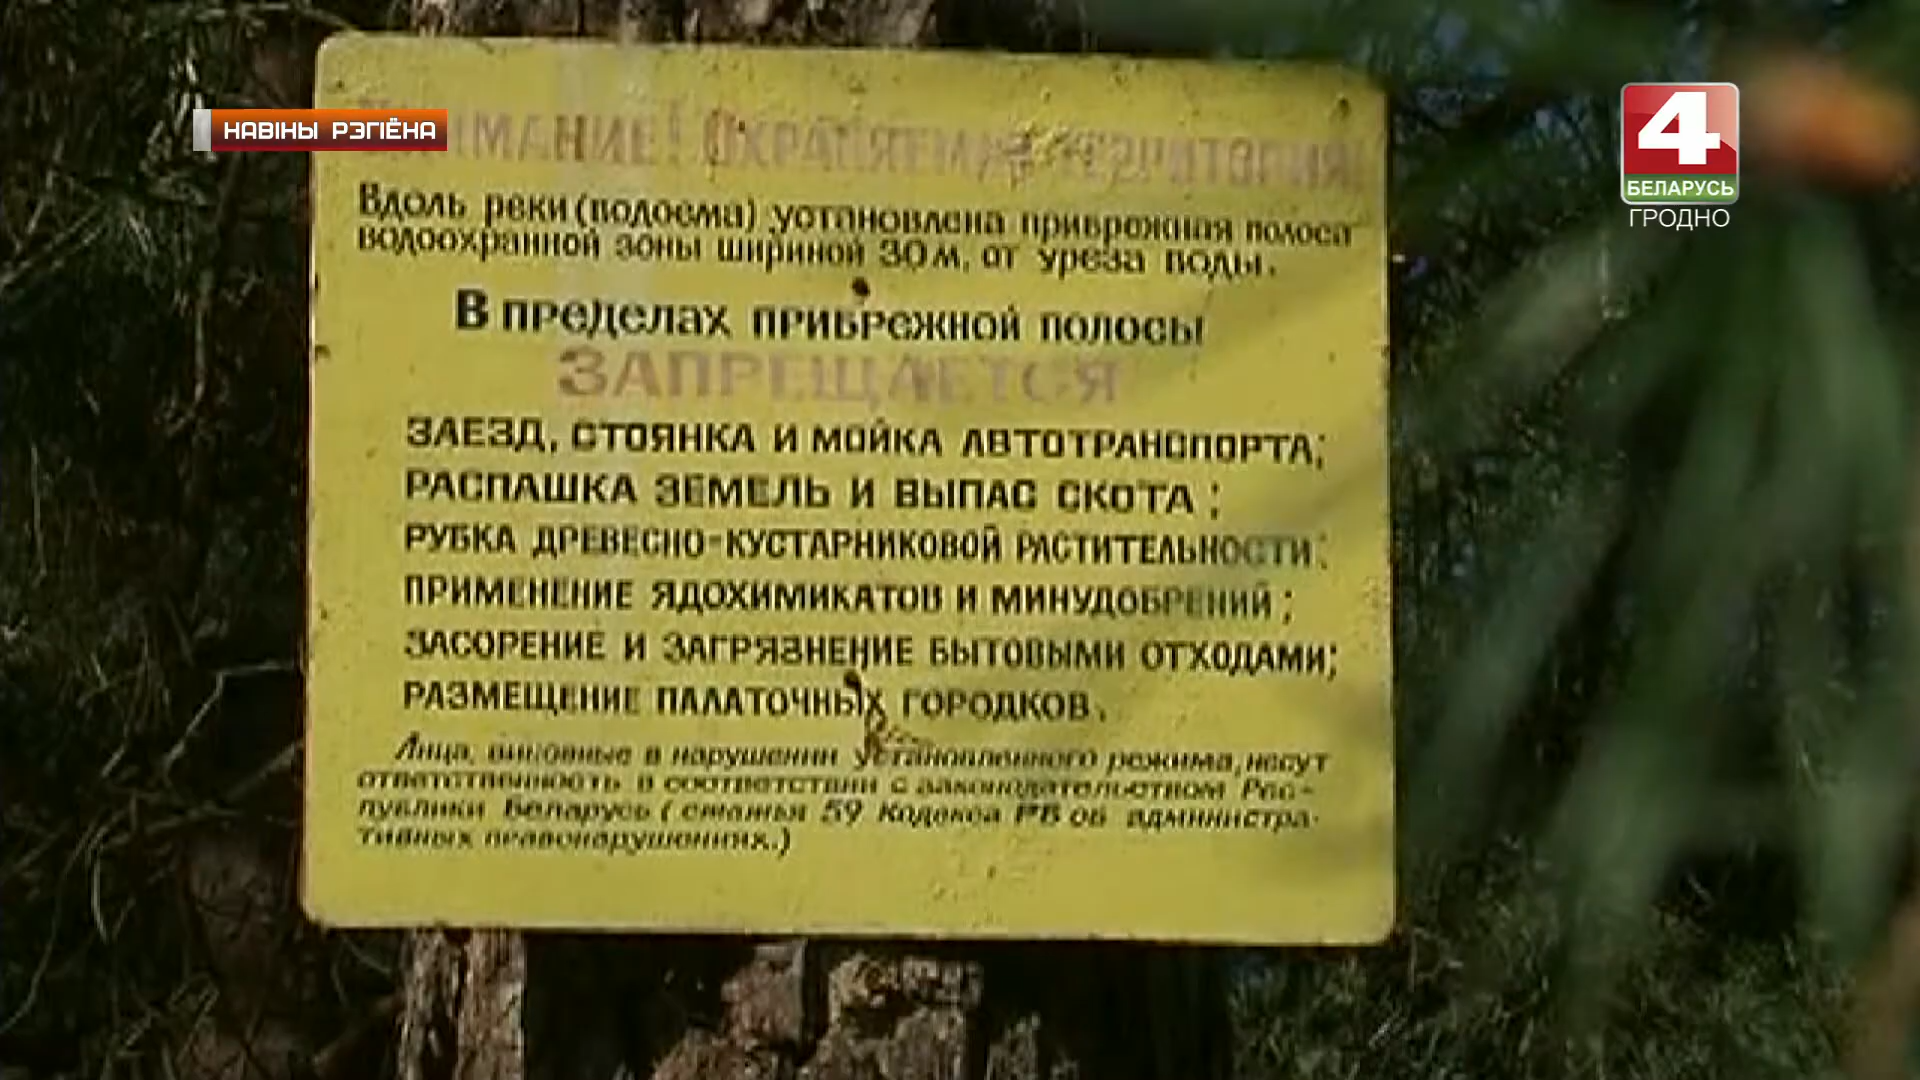 НАВІНЫ РЭГІЁНА
4
БЕЛАРУСЬ
ГРОДНО
ВНИМАНИЕ! ОХРАНЯЕМАЯ ТЕРРИТОРИЯ!
Вдоль реки (водоема) установлена прибрежная полоса
водоохранной зоны шириной 30 м. от уреза воды.
В пределах прибрежной полосы
ЗАПРЕЩАЕТСЯ
ЗАЕЗД, СТОЯНКА И МОЙКА АВТОТРАНСПОРТА;
РАСПАШКА ЗЕМЕЛЬ И ВЫПАС СКОТА;
РУБКА ДРЕВЕСНО-КУСТАРНИКОВОЙ РАСТИТЕЛЬНОСТИ;
ПРИМЕНЕНИЕ ЯДОХИМИКАТОВ И МИНУДОБРЕНИЙ;
ЗАСОРЕНИЕ И ЗАГРЯЗНЕНИЕ БЫТОВЫМИ ОТХОДАМИ;
РАЗМЕЩЕНИЕ ПАЛАТОЧНЫХ ГОРОДКОВ.
Лица, виновные в нарушении установленного режима, несут
ответственность в соответствии с законодательством Рес-
публики Беларусь (статья 59 Кодекса РБ об администра-
тивных правонарушениях.)